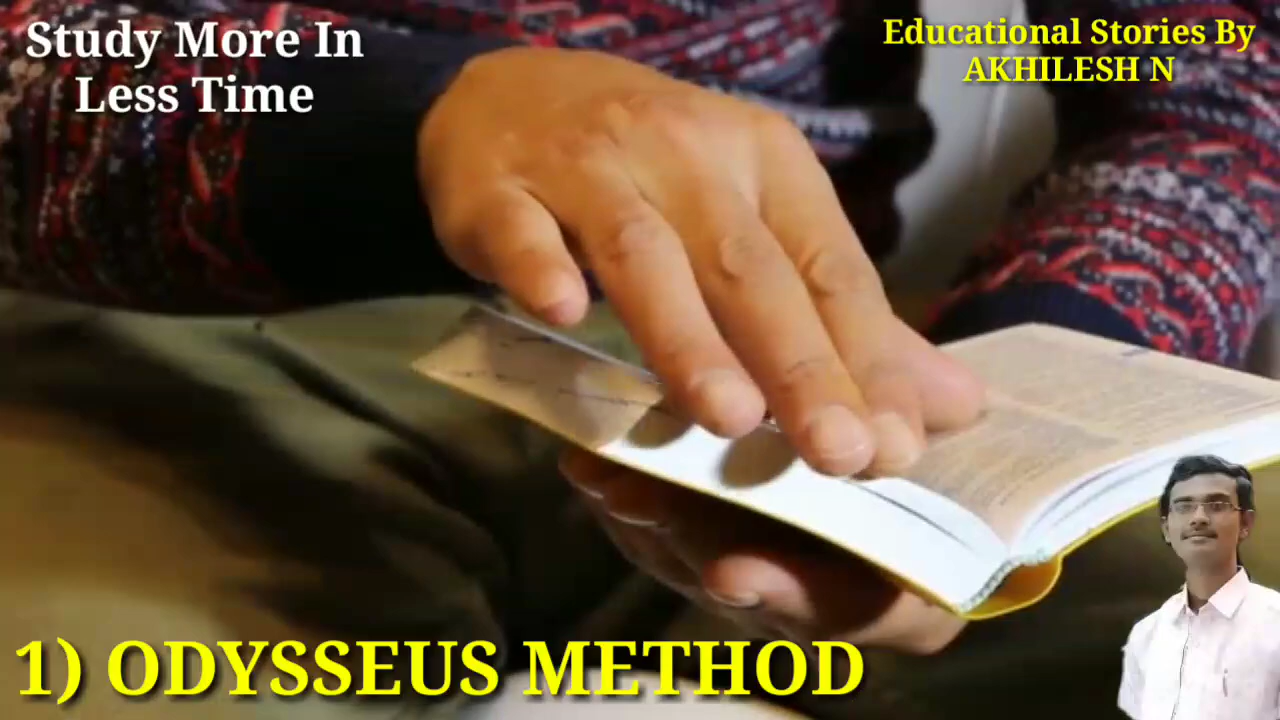 Study More In
Less Time
Educational Stories By
AKHILESH N
1) ODYSSEUS METHOD